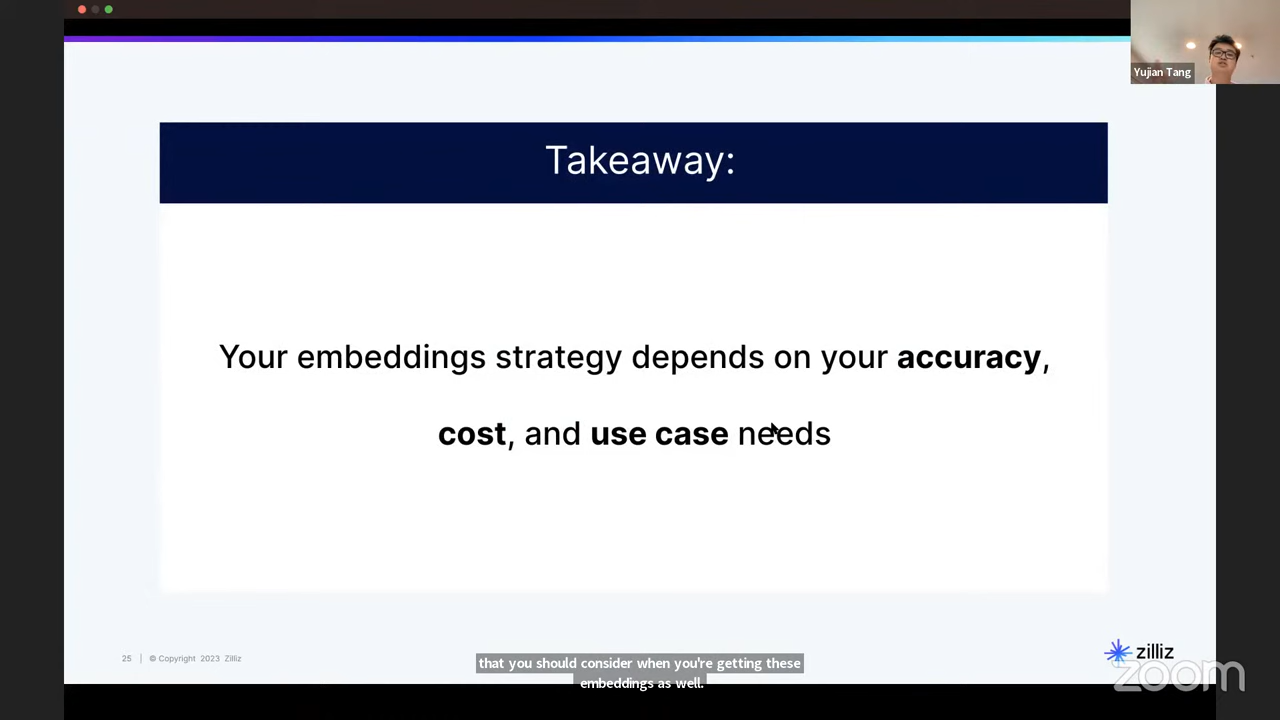 Yujian Tang
Takeaway:
Your embeddings strategy depends on your accuracy,
cost, and use case needs
25 | © Copyright 2023 Zilliz
zilliz
zoom
that you should consider when you're getting these
embeddings as well.